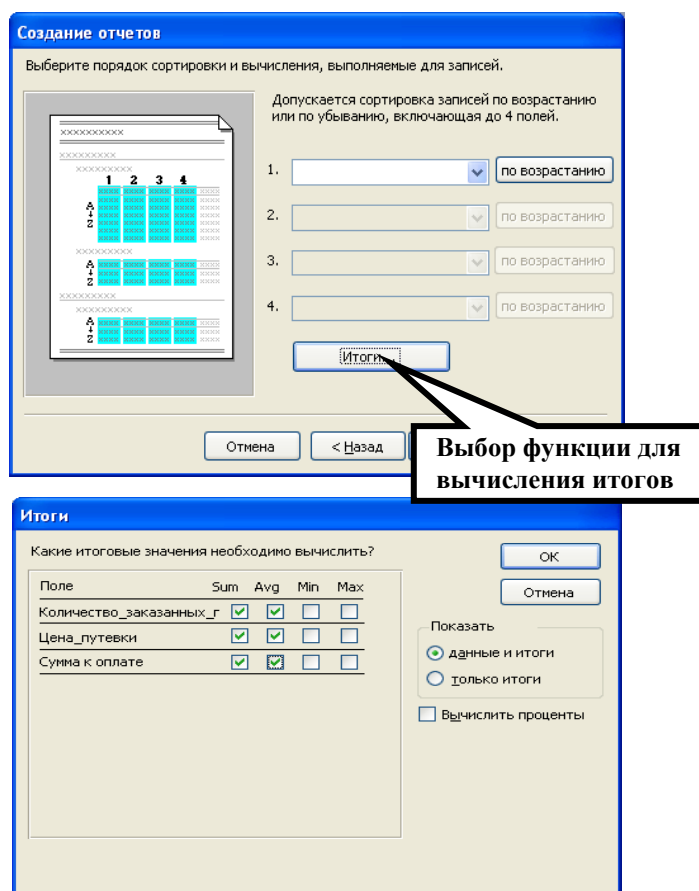 Создание отчетов
Выберите порядок сортировки и вычисления, выполняемые для записей.
Допускается сортировка записей по возрастанию
или по убыванию, включающая до 4 полей.
1. по возрастанию
2. по возрастанию
3. по возрастанию
4. по возрастанию
Итоги...
Отмена < Назад
Выбор функции для
вычисления итогов
Итоги
Какие итоговые значения необходимо вычислить?
ОК
Отмена
Поле Sum Avg Min Max
Количество_заказанных_г
Цена_путевки
Сумма к оплате
Показать
данные и итоги
только итоги
Вычислить проценты